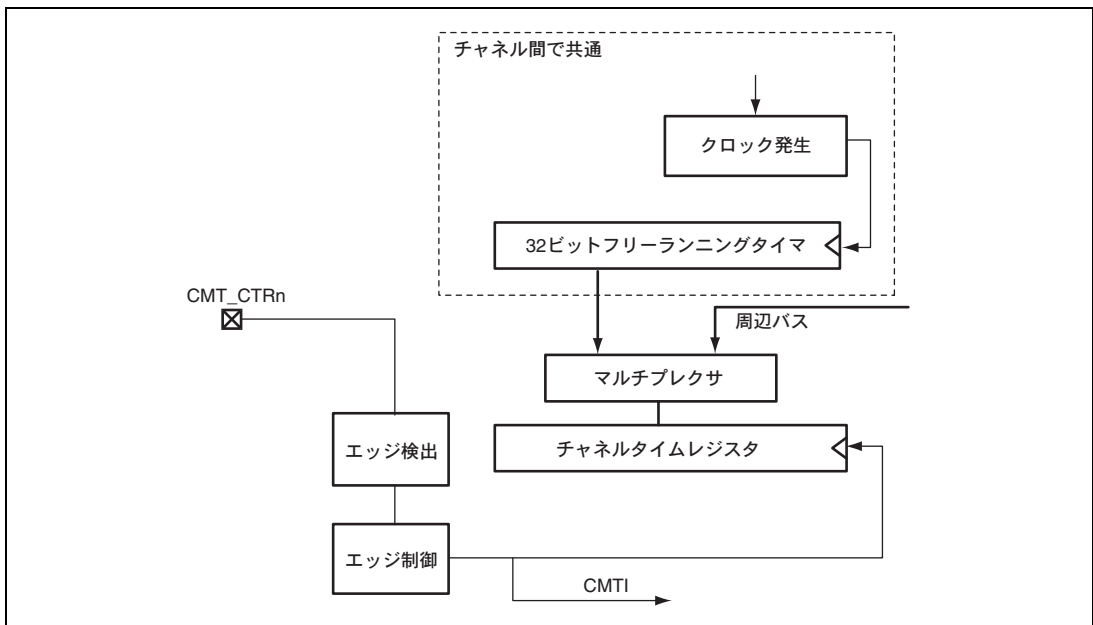 チャネル間で共通
クロック発生
32ビットフリーランニングタイマ
CMT_CTRn
周辺バス
マルチプレクサ
エッジ検出
チャネルタイムレジスタ
エッジ制御
CMTI